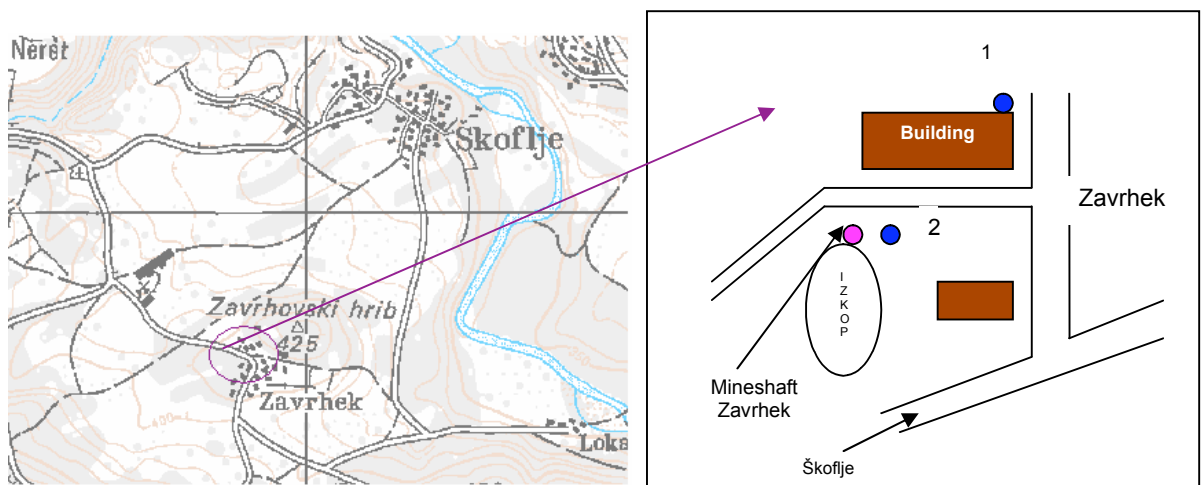 Neret
Škoflje
Zavrhovski hrib
425
Zavrhek
Loka
1
Building
Zavrhek
2
I
Z
K
O
P
Mineshaft
Zavrhek
Škoflje